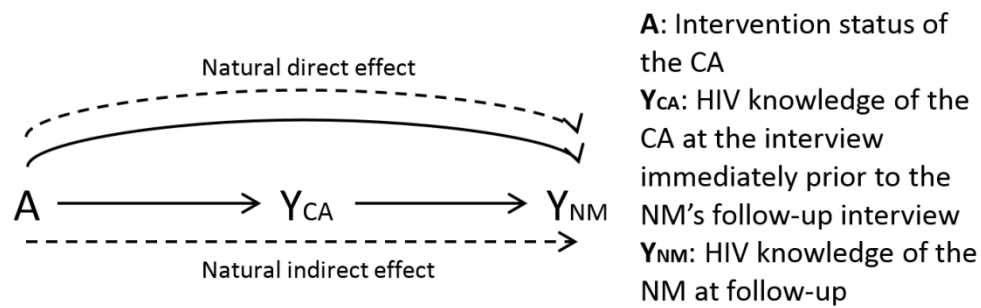 Natural direct effect
A
YCA
YNM
Natural indirect effect
A: Intervention status of
the CA
YCA: HIV knowledge of the
CA at the interview
immediately prior to the
NM's follow-up interview
YNM: HIV knowledge of the
NM at follow-up